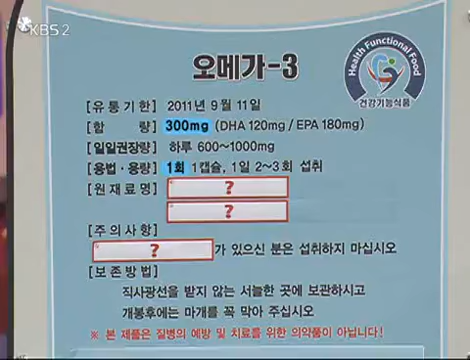 KBS 2
오메가-3
Health Functional Food
건강기능식품
[유통기한] 2011년 9월 11일
[함 량] 300mg (DHA 120mg / EPA 180mg)
[일일권장량] 하루 600~1000mg
[용법·용량] 1회 1캡슐, 1일 2~3회 섭취
[원재료명] ?
?
[주의사항]
? 가 있으신 분은 섭취하지 마십시오
[보존방법]
직사광선을 받지 않는 서늘한 곳에 보관하시고
개봉후에는 마개를 꼭 막아 주십시오
※ 본 제품은 질병의 예방 및 치료를 위한 의약품이 아닙니다!